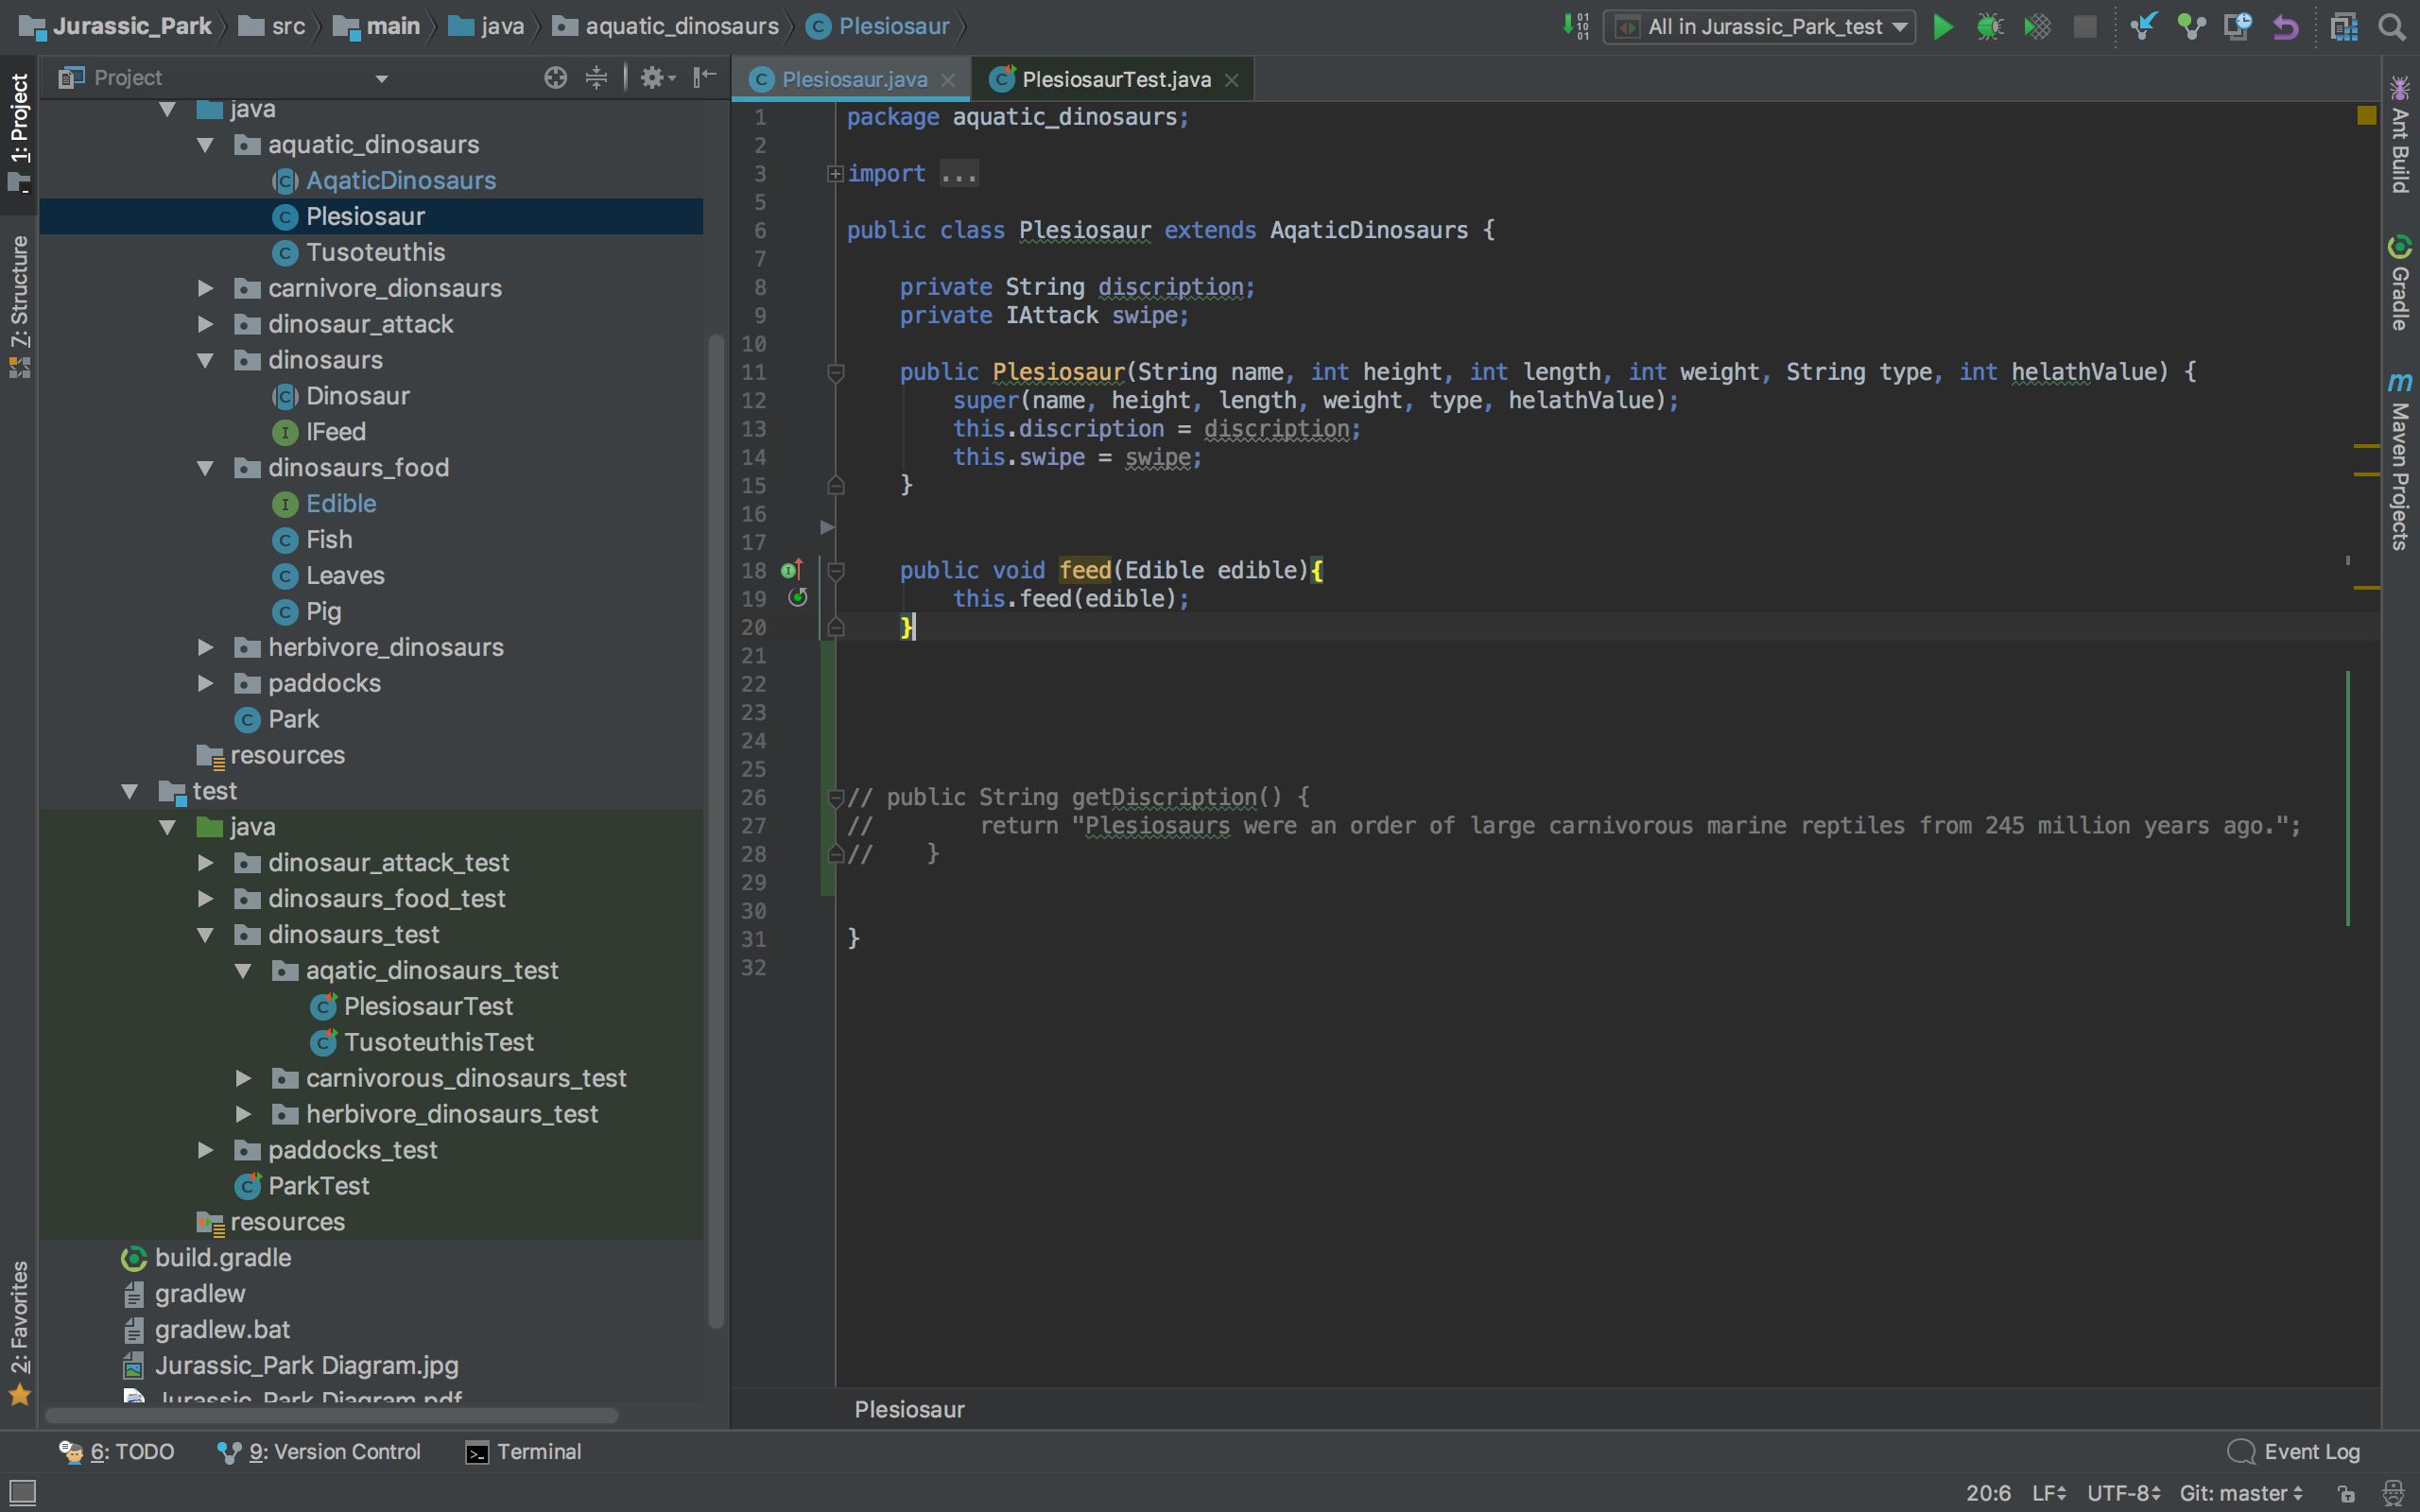 Jurassic_Park src main java aquatic_dinosaurs Plesiosaur
All in Jurassic_Park_test
1: Project
Z: Structure
2: Favorites
Project
java
aquatic_dinosaurs
AqaticDinosaurs
Plesiosaur
Tusoteuthis
carnivore_dionsaurs
dinosaur_attack
dinosaurs
Dinosaur
IFeed
dinosaurs_food
Edible
Fish
Leaves
Pig
herbivore_dinosaurs
paddocks
Park
resources
test
java
dinosaur_attack_test
dinosaurs_food_test
dinosaurs_test
aqatic_dinosaurs_test
PlesiosaurTest
TusoteuthisTest
carnivorous_dinosaurs_test
herbivore_dinosaurs_test
paddocks_test
ParkTest
resources
build.gradle
gradlew
gradlew.bat
Jurassic_Park Diagram.jpg
Jurassic_Park Diagram.pdf
Plesiosaur.java PlesiosaurTest.java
1 package aquatic_dinosaurs;
2
3 import ...
5
6 public class Plesiosaur extends AqaticDinosaurs {
7
8 private String discription;
9 private IAttack swipe;
10
11 public Plesiosaur(String name, int height, int length, int weight, String type, int helathValue) {
12 super(name, height, length, weight, type, helathValue);
13 this.discription = discription;
14 this.swipe = swipe;
15 }
16
17
18 public void feed(Edible edible){
19 this.feed(edible);
20 }
21
22
23
24
25
26 // public String getDiscription() {
27 // return "Plesiosaurs were an order of large carnivorous marine reptiles from 245 million years ago.";
28 // }
29
30
31 }
32
Plesiosaur
Ant Build
Gradle
m Maven Projects
6: TODO 9: Version Control Terminal Event Log
20:6 LF UTF-8 Git: master